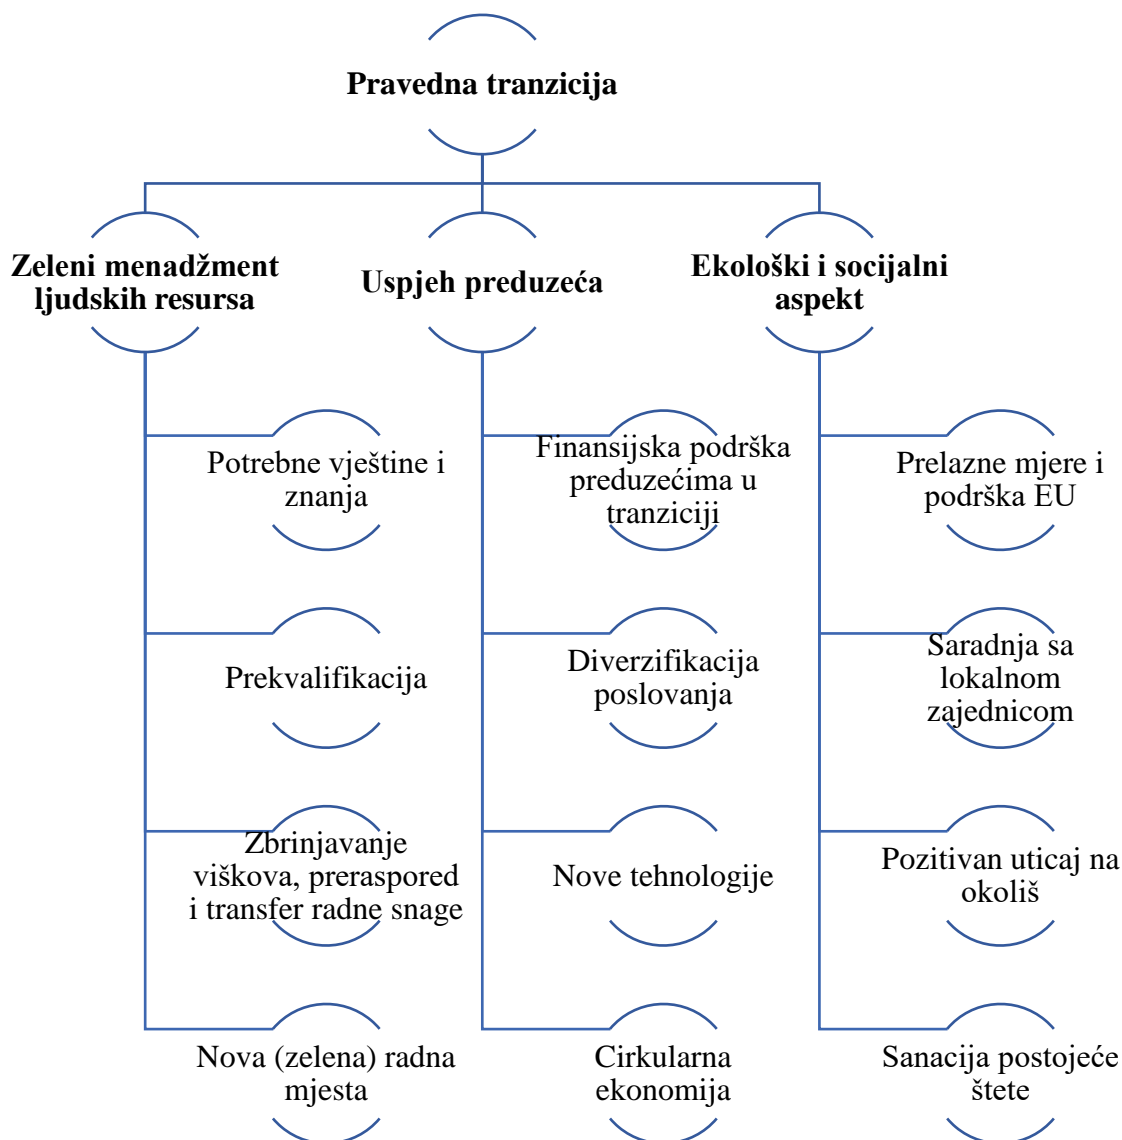 Pravedna tranzicija
Zeleni menadžment
ljudskih resursa
Uspjeh preduzeća
Ekološki i socijalni
aspekt
Potrebne vještine i
znanja
Prekvalifikacija
Zbrinjavanje
viškova, preraspored
i transfer radne snage
Nova (zelena) radna
mjesta
Finansijska podrška
preduzećima u
tranziciji
Diverzifikacija
poslovanja
Nove tehnologije
Cirkularna
ekonomija
Prelazne mjere i
podrška EU
Saradnja sa
lokalnom
zajednicom
Pozitivan uticaj na
okoliš
Sanacija postojeće
štete